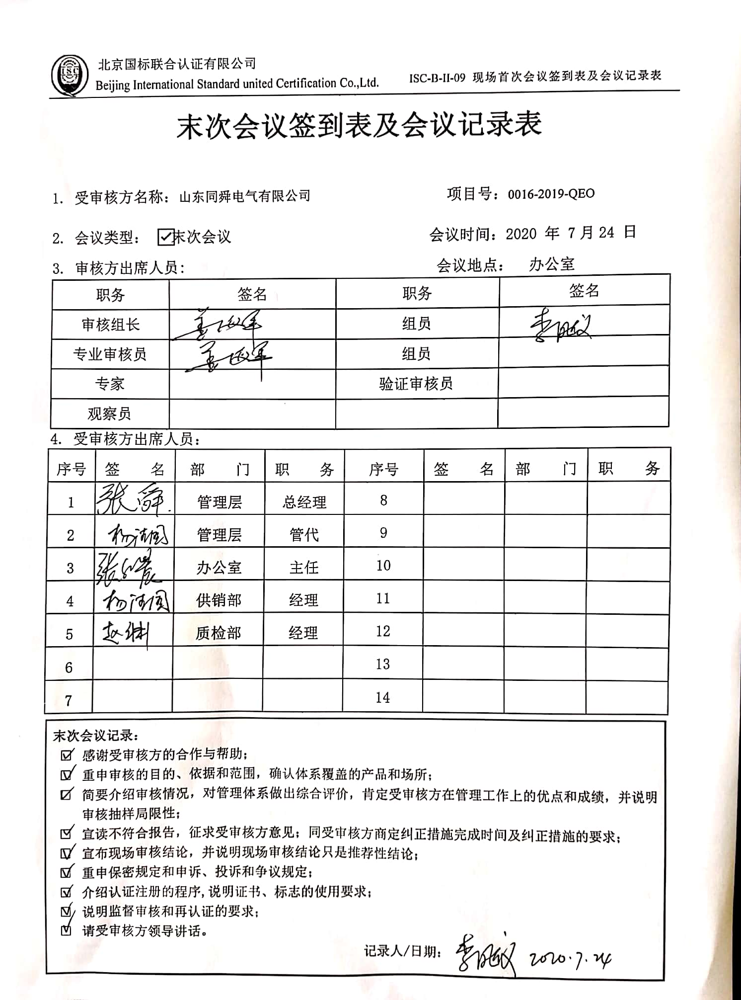 ISC
北京国标联合认证有限公司
Beijing International Standard united Certification Co.,Ltd.
ISC-B-II-09 现场首次会议签到表及会议记录表
末次会议签到表及会议记录表
1. 受审核方名称：山东同舜电气有限公司 项目号：0016-2019-QEO
2. 会议类型： ☑末次会议 会议时间：2020 年 7 月 24 日
3. 审核方出席人员： 会议地点： 办公室
职务 签名 职务 签名
审核组长 组员
专业审核员 组员
专家 验证审核员
观察员
4. 受审核方出席人员：
序号 签 名 部 门 职 务 序号 签 名 部 门 职 务
1 张舜 管理层 总经理 8
2 管理层 管代 9
3 办公室 主任 10
4 供销部 经理 11
5 质检部 经理 12
6 13
7 14
末次会议记录：
☑ 感谢受审核方的合作与帮助；
☑ 重申审核的目的、依据和范围，确认体系覆盖的产品和场所；
☑ 简要介绍审核情况，对管理体系做出综合评价，肯定受审核方在管理工作上的优点和成绩，并说明
审核抽样局限性；
☑ 宣读不符合报告，征求受审核方意见；同受审核方商定纠正措施完成时间及纠正措施的要求；
☑ 宣布现场审核结论，并说明现场审核结论只是推荐性结论；
☑ 重申保密规定和申诉、投诉和争议规定；
☑ 介绍认证注册的程序,说明证书、标志的使用要求；
☑ 说明监督审核和再认证的要求；
☑ 请受审核方领导讲话。
记录人/日期： 2020.7.24